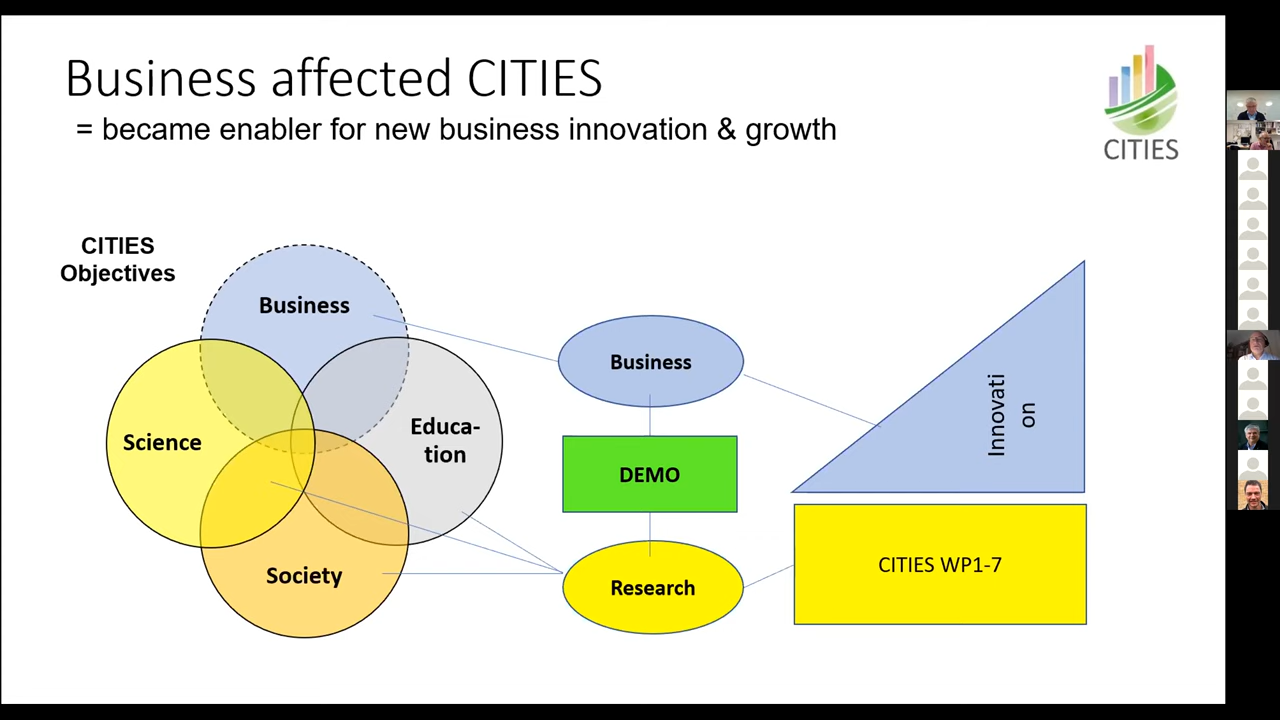 Business affected CITIES
= became enabler for new business innovation & growth
CITIES
CITIES
Objectives
Business
Science
Educa-
tion
Society
Business
DEMO
Research
Innovati
on
CITIES WP1-7